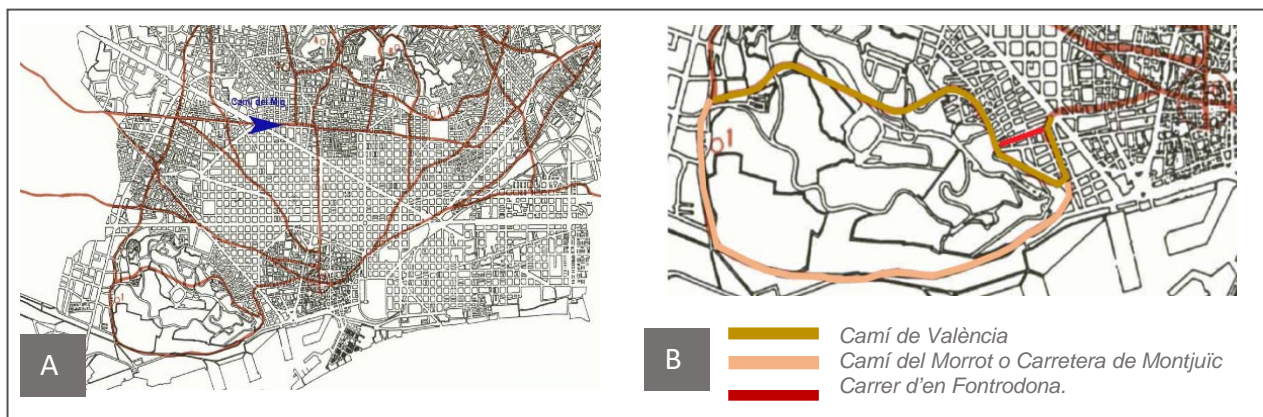 Camí del Mig
A
B
Camí de València
Camí del Morrot o Carretera de Montjuïc
Carrer d'en Fontrodona.